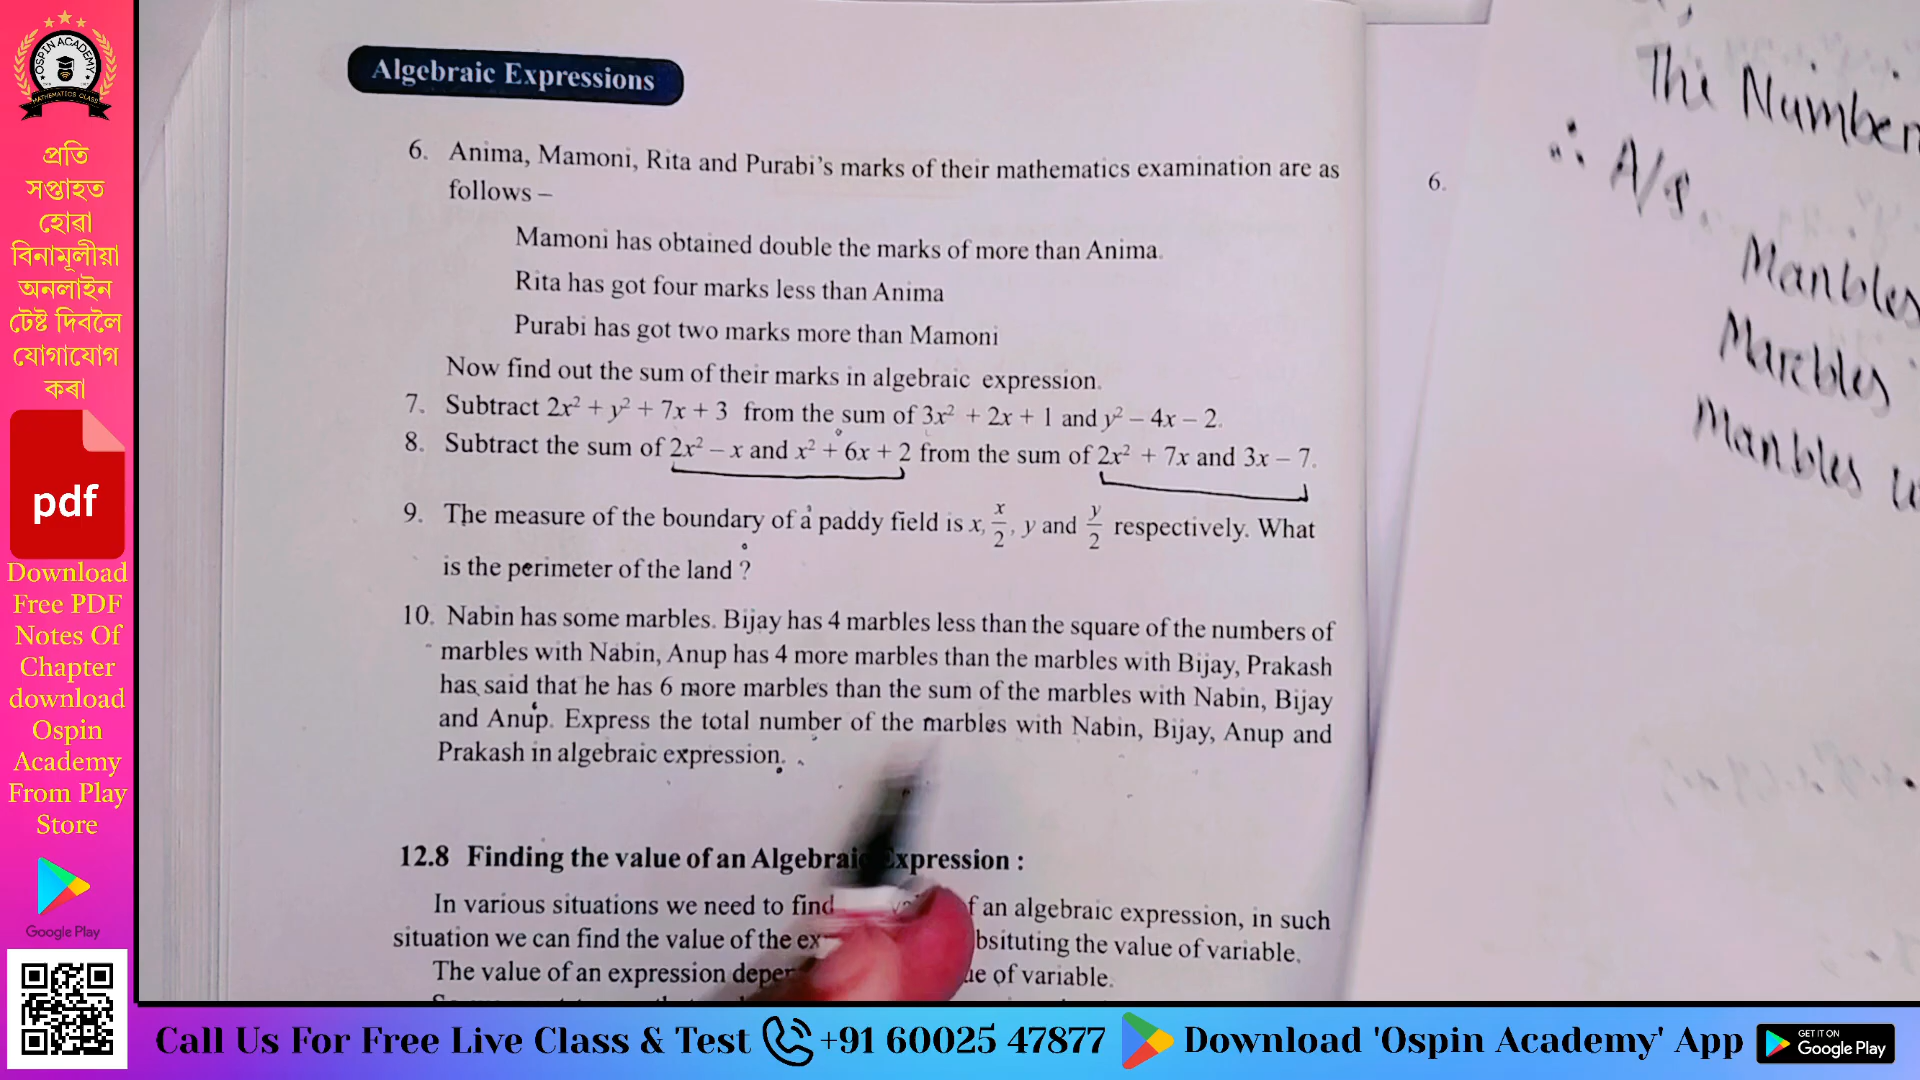 OSPIN ACADEMY
MATHEMATICS CLASS
প্ৰতি
সপ্তাহত
হোৱা
বিনামূলীয়া
অনলাইন
টেষ্ট দিবলৈ
যোগাযোগ
কৰা
pdf
Download
Free PDF
Notes Of
Chapter
download
Ospin
Academy
From Play
Store
Google Play
Algebraic Expressions
6. Anima, Mamoni, Rita and Purabi's marks of their mathematics examination are as
follows –
Mamoni has obtained double the marks of more than Anima.
Rita has got four marks less than Anima
Purabi has got two marks more than Mamoni
Now find out the sum of their marks in algebraic expression.
7. Subtract 2x² + y² + 7x + 3 from the sum of 3x² + 2x + 1 and y² – 4x – 2.
8. Subtract the sum of 2x² – x and x² + 6x + 2 from the sum of 2x² + 7x and 3x – 7.
9. The measure of the boundary of a paddy field is x, x/2, y and y/2 respectively. What
is the perimeter of the land ?
10. Nabin has some marbles. Bijay has 4 marbles less than the square of the numbers of
marbles with Nabin, Anup has 4 more marbles than the marbles with Bijay, Prakash
has said that he has 6 more marbles than the sum of the marbles with Nabin, Bijay
and Anup. Express the total number of the marbles with Nabin, Bijay, Anup and
Prakash in algebraic expression.
12.8 Finding the value of an Algebraic Expression :
In various situations we need to find f an algebraic expression, in such
situation we can find the value of the ex bsituting the value of variable.
The value of an expression depen ue of variable.
6.
The Number
∴ A/q.
Marbles
Marbles
Marbles
Call Us For Free Live Class & Test +91 60025 47877 Download 'Ospin Academy' App
GET IT ON
Google Play